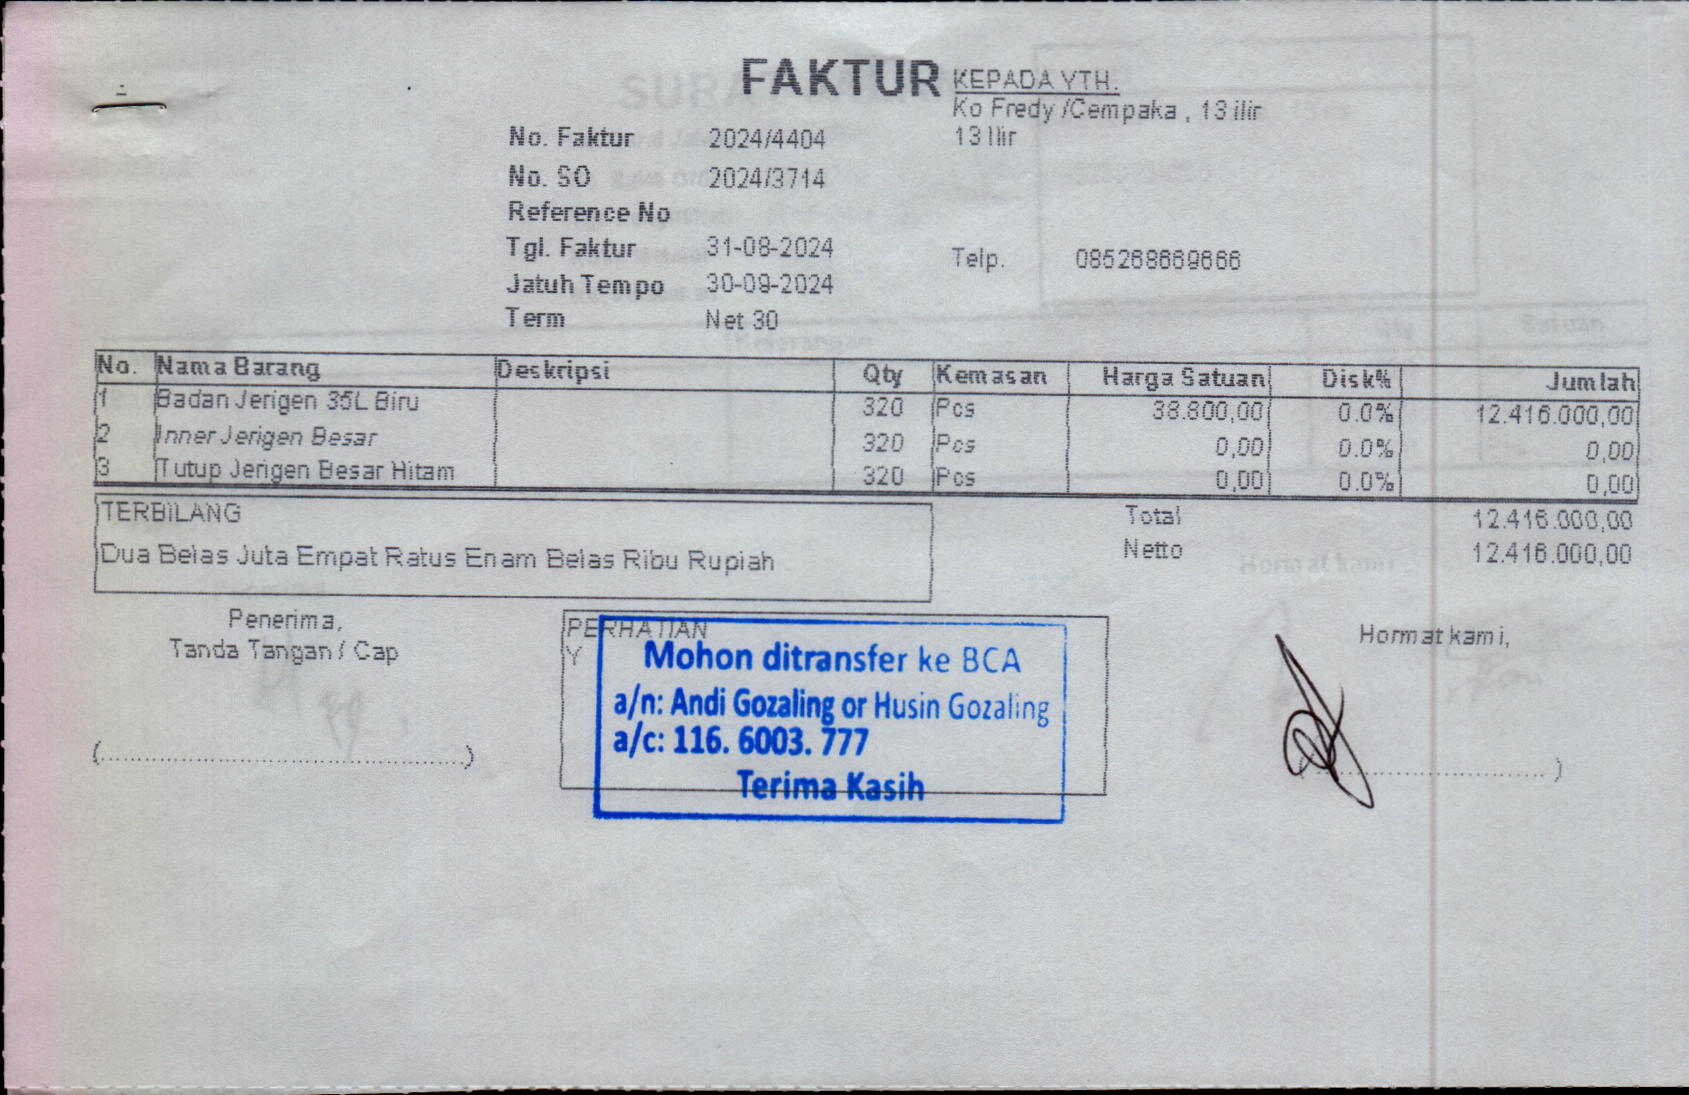 FAKTUR
No. Faktur 2024/4404
No. SO 2024/3714
Reference No
Tgl. Faktur 31-08-2024
Jatuh Tempo 30-09-2024
Term Net 30
KEPADA YTH.
Ko Fredy /Cempaka , 13 ilir
13 Ilir
Telp. 085268669666
No. Nama Barang Deskripsi Qty Kemasan Harga Satuan Disk% Jumlah
1 Badan Jerigen 35L Biru 320 Pcs 38.800,00 0.0% 12.416.000,00
2 Inner Jerigen Besar 320 Pcs 0,00 0.0% 0,00
3 Tutup Jerigen Besar Hitam 320 Pcs 0,00 0.0% 0,00
TERBILANG
Dua Belas Juta Empat Ratus Enam Belas Ribu Rupiah
Total 12.416.000,00
Netto 12.416.000,00
Penerima,
Tanda Tangan / Cap
(..........................................)
PERHATIAN
Y
Mohon ditransfer ke BCA
a/n: Andi Gozaling or Husin Gozaling
a/c: 116. 6003. 777
Terima Kasih
Hormat kami,